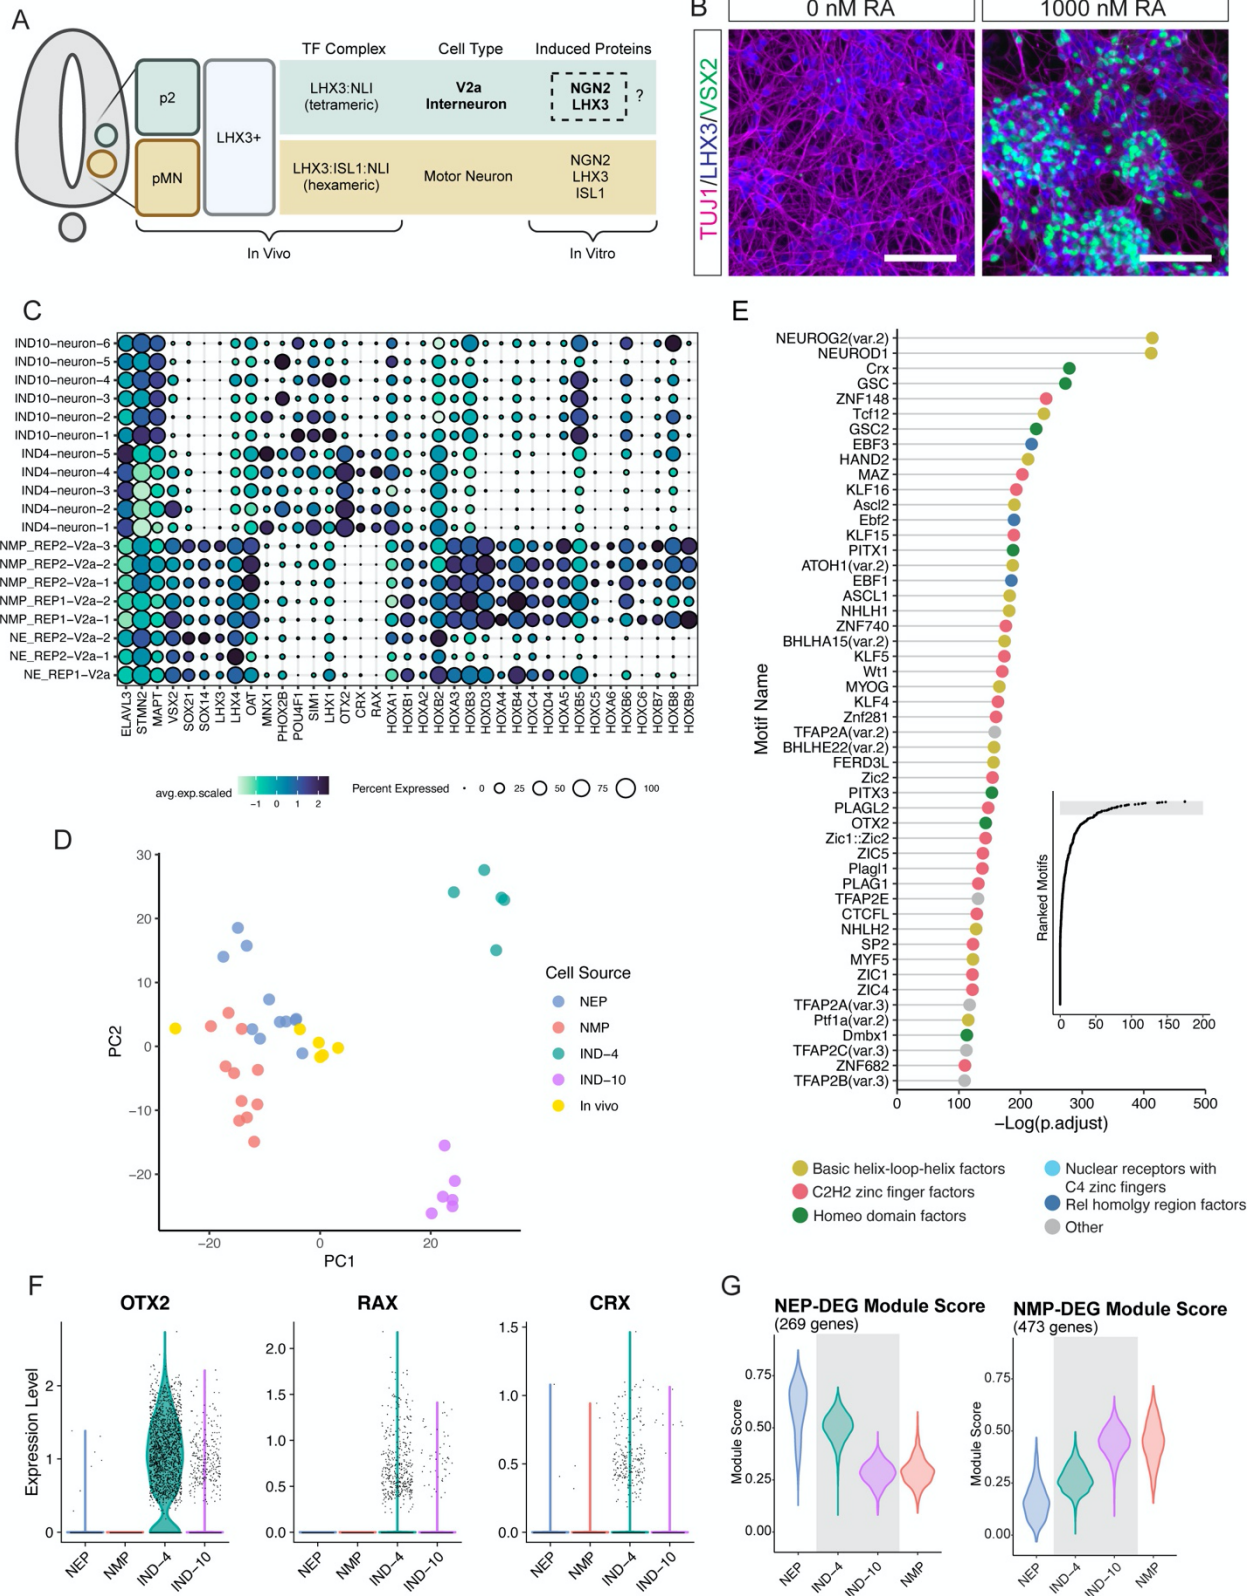 A
TF Complex
Cell Type
Induced Proteins
p2
LHX3+
LHX3:NLI
(tetrameric)
V2a
Interneuron
NGN2
LHX3
?
pMN
LHX3:ISL1:NLI
(hexameric)
Motor Neuron
NGN2
LHX3
ISL1
In Vivo
In Vitro
B
0 nM RA
1000 nM RA
TUJ1/LHX3/VSX2
C
IND10-neuron-6
IND10-neuron-5
IND10-neuron-4
IND10-neuron-3
IND10-neuron-2
IND10-neuron-1
IND4-neuron-5
IND4-neuron-4
IND4-neuron-3
IND4-neuron-2
IND4-neuron-1
NMP_REP2-V2a-3
NMP_REP2-V2a-2
NMP_REP2-V2a-1
NMP_REP1-V2a-2
NMP_REP1-V2a-1
NE_REP2-V2a-2
NE_REP2-V2a-1
NE_REP1-V2a
ELAVL3
STMN2
MAPT
VSX2
SOX21
SOX14
LHX3
LHX4
OAT
MNX1
PHOX2B
POU4F1
SIM1
LHX1
OTX2
CRX
RAX
HOXA1
HOXB1
HOXA2
HOXB2
HOXA3
HOXB3
HOXD3
HOXA4
HOXB4
HOXC4
HOXD4
HOXA5
HOXB5
HOXC5
HOXA6
HOXB6
HOXC6
HOXB7
HOXB8
HOXB9
avg.exp.scaled
-1 0 1 2
Percent Expressed
0 25 50 75 100
D
30
20
10
0
-10
-20
PC2
-20 0 20
PC1
Cell Source
NEP
NMP
IND-4
IND-10
In vivo
E
Motif Name
NEUROG2(var.2)
NEUROD1
Crx
GSC
ZNF148
Tcf12
GSC2
EBF3
HAND2
MAZ
KLF16
Ascl2
Ebf2
KLF15
PITX1
ATOH1(var.2)
EBF1
ASCL1
NHLH1
ZNF740
BHLHA15(var.2)
KLF5
Wt1
MYOG
KLF4
Znf281
TFAP2A(var.2)
BHLHE22(var.2)
FERD3L
Zic2
PITX3
PLAGL2
OTX2
Zic1::Zic2
ZIC5
Plagl1
PLAG1
TFAP2E
CTCFL
NHLH2
SP2
MYF5
ZIC1
ZIC4
TFAP2A(var.3)
Ptf1a(var.2)
Dmbx1
TFAP2C(var.3)
ZNF682
TFAP2B(var.3)
0 100 200 300 400 500
-Log(p.adjust)
Ranked Motifs
0 50 100 150 200
Basic helix-loop-helix factors
C2H2 zinc finger factors
Homeo domain factors
Nuclear receptors with
C4 zinc fingers
Rel homolgy region factors
Other
F
Expression Level
OTX2
2
1
0
NEP NMP IND-4 IND-10
RAX
2.0
1.5
1.0
0.5
0.0
NEP NMP IND-4 IND-10
CRX
1.5
1.0
0.5
0.0
NEP NMP IND-4 IND-10
G
NEP-DEG Module Score
(269 genes)
Module Score
0.75
0.50
0.25
0.00
NEP IND-4 IND-10 NMP
NMP-DEG Module Score
(473 genes)
Module Score
0.75
0.50
0.25
0.00
NEP IND-4 IND-10 NMP